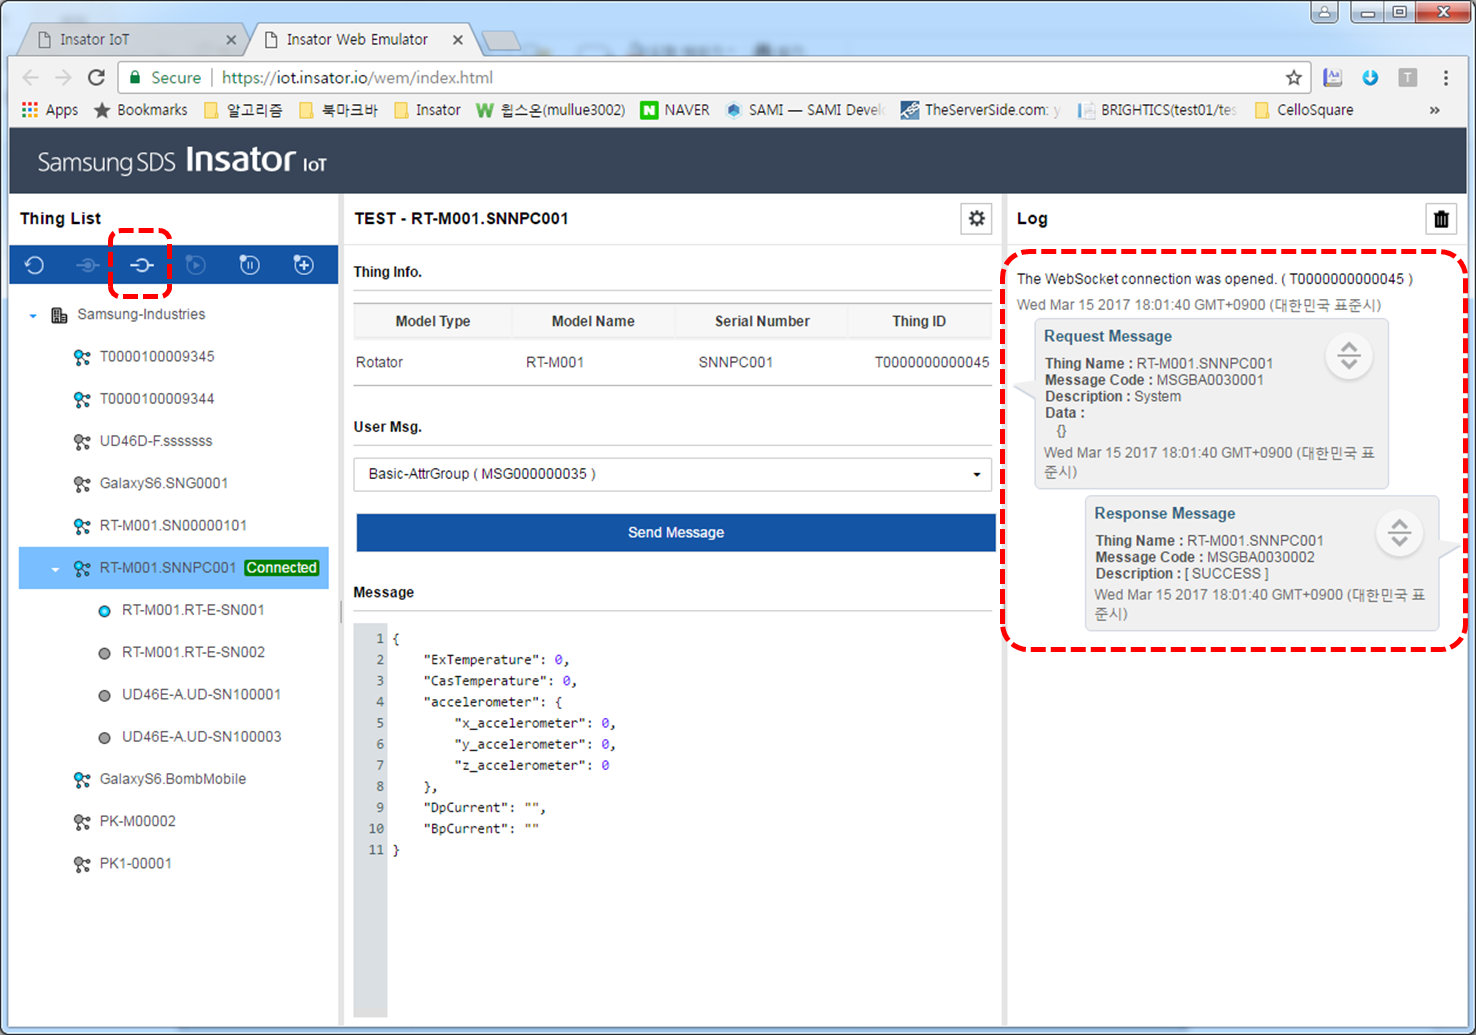 Insator IoT
Insator Web Emulator
Secure https://iot.insator.io/wem/index.html
T
Apps Bookmarks 알고리즘 북마크바 Insator 윕스온(mullue3002) NAVER SAMI — SAMI Devel TheServerSide.com: y BRIGHTICS(test01/tes CelloSquare »
Samsung SDS Insator IoT
Thing List
Samsung-Industries
T0000100009345
T0000100009344
UD46D-F.sssssss
GalaxyS6.SNG0001
RT-M001.SN00000101
RT-M001.SNNPC001 Connected
RT-M001.RT-E-SN001
RT-M001.RT-E-SN002
UD46E-A.UD-SN100001
UD46E-A.UD-SN100003
GalaxyS6.BombMobile
PK-M00002
PK1-00001
TEST - RT-M001.SNNPC001
Thing Info.
Model Type Model Name Serial Number Thing ID
Rotator RT-M001 SNNPC001 T0000000000045
User Msg.
Basic-AttrGroup ( MSG000000035 )
Send Message
Message
1 {
2 "ExTemperature": 0,
3 "CasTemperature": 0,
4 "accelerometer": {
5 "x_accelerometer": 0,
6 "y_accelerometer": 0,
7 "z_accelerometer": 0
8 },
9 "DpCurrent": "",
10 "BpCurrent": ""
11 }
Log
The WebSocket connection was opened. ( T0000000000045 )
Wed Mar 15 2017 18:01:40 GMT+0900 (대한민국 표준시)
Request Message
Thing Name : RT-M001.SNNPC001
Message Code : MSGBA0030001
Description : System
Data :
{}
Wed Mar 15 2017 18:01:40 GMT+0900 (대한민국 표
준시)
Response Message
Thing Name : RT-M001.SNNPC001
Message Code : MSGBA0030002
Description : [ SUCCESS ]
Wed Mar 15 2017 18:01:40 GMT+0900 (대한민국 표
준시)